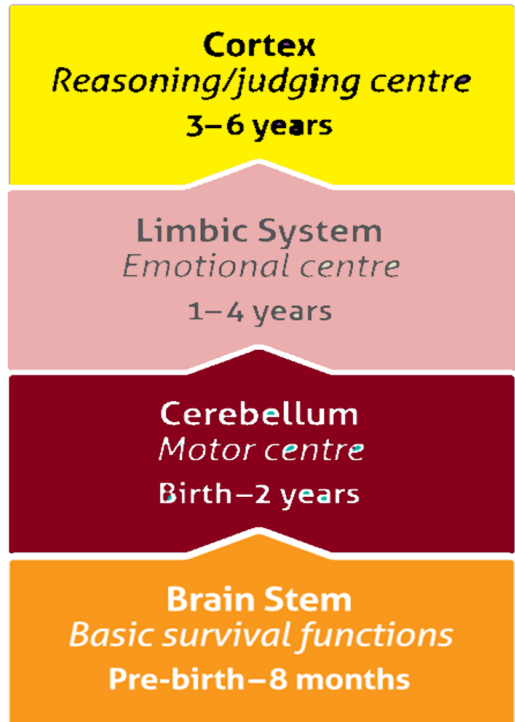 Cortex
Reasoning/judging centre
3–6 years
Limbic System
Emotional centre
1–4 years
Cerebellum
Motor centre
Birth–2 years
Brain Stem
Basic survival functions
Pre-birth–8 months